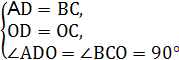 AD = BC,
OD = OC,
∠ADO = ∠BCO = 90°